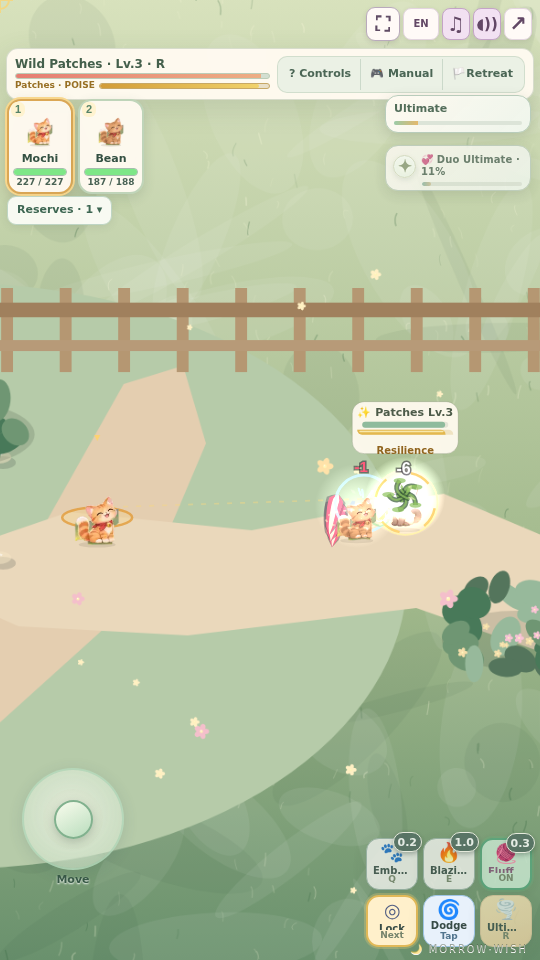 EN
Wild Patches · Lv.3 · R
Patches · POISE
? Controls
🎮 Manual
🏳️Retreat
1
Mochi
227 / 227
2
Bean
187 / 188
Ultimate
💞 Duo Ultimate · 11%
Reserves · 1 ▾
✨ Patches Lv.3
Resilience
-1
-6
Move
0.2
Emb...
Q
1.0
Blazi...
E
0.3
Fluff
ON
Lock
Next
Dodge
Tap
Ulti...
R
🌙 MORROW-WISH